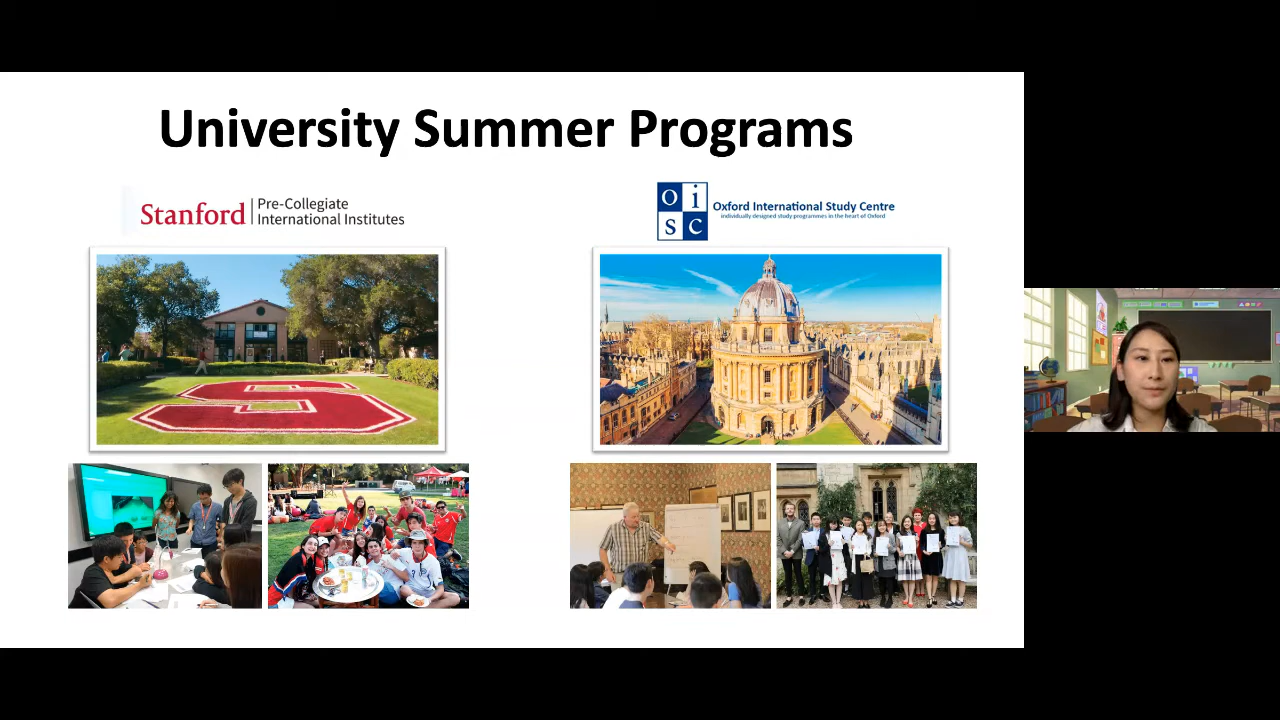 University Summer Programs
Stanford
Pre-Collegiate
International Institutes
oisc
Oxford International Study Centre
individually designed study programmes in the heart of Oxford